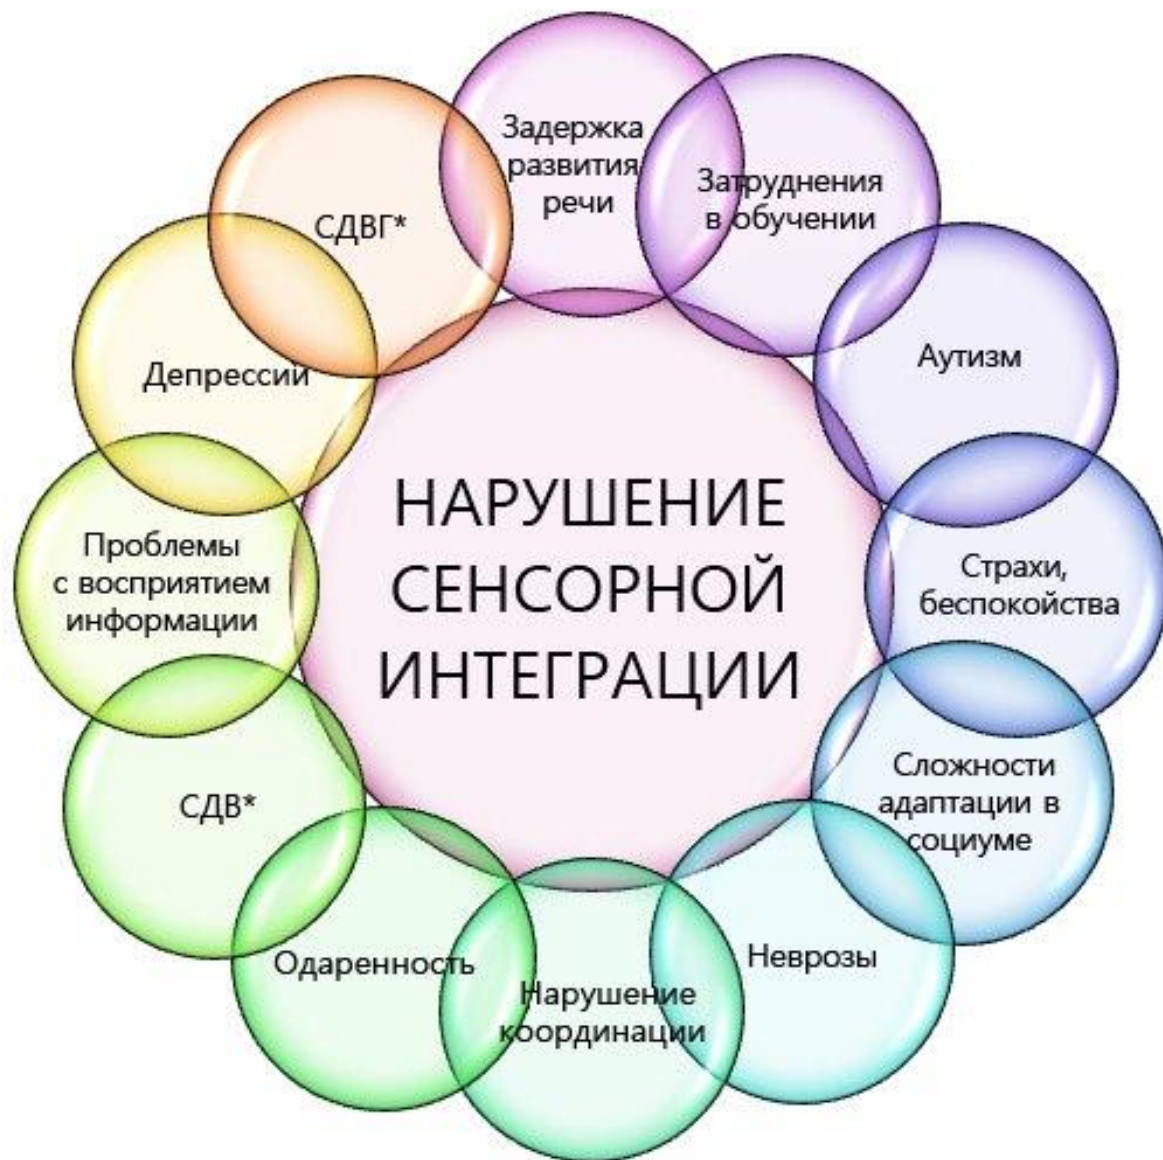 Задержка
развития
речи
Затруднения
в обучении
Аутизм
Страхи,
беспокойства
Сложности
адаптации в
социуме
Неврозы
Нарушение
координации
Одаренность
СДВ*
Проблемы
с восприятием
информации
Депрессий
СДВГ*
НАРУШЕНИЕ
СЕНСОРНОЙ
ИНТЕГРАЦИИ